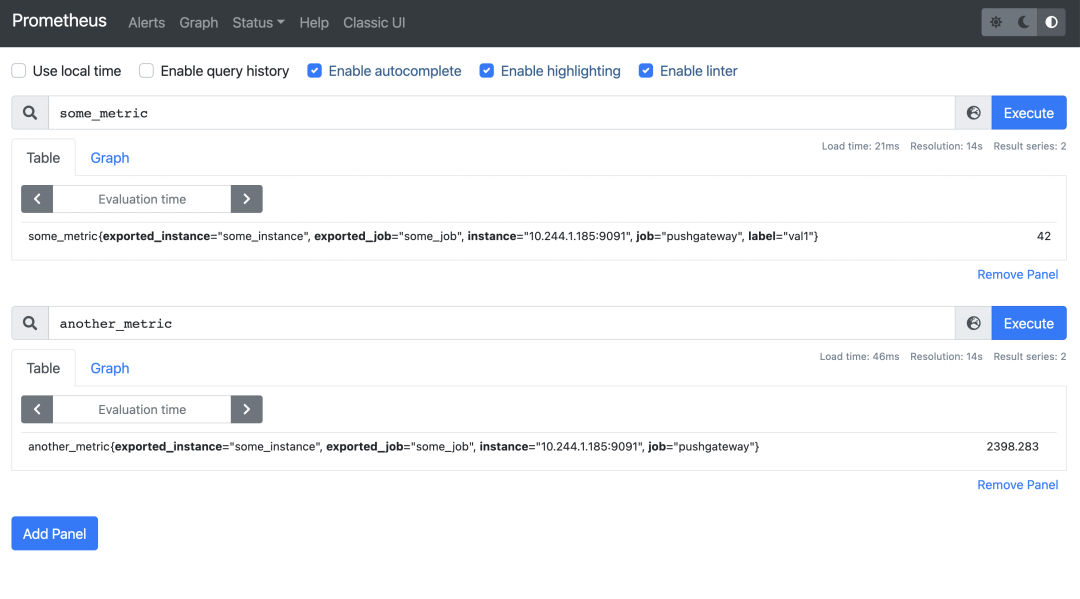 Prometheus Alerts Graph Status Help Classic UI
Use local time Enable query history Enable autocomplete Enable highlighting Enable linter
some_metric Execute
Load time: 21ms Resolution: 14s Result series: 2
Table Graph
Evaluation time
some_metric{exported_instance="some_instance", exported_job="some_job", instance="10.244.1.185:9091", job="pushgateway", label="val1"} 42
Remove Panel
another_metric Execute
Load time: 46ms Resolution: 14s Result series: 2
Table Graph
Evaluation time
another_metric{exported_instance="some_instance", exported_job="some_job", instance="10.244.1.185:9091", job="pushgateway"} 2398.283
Remove Panel
Add Panel